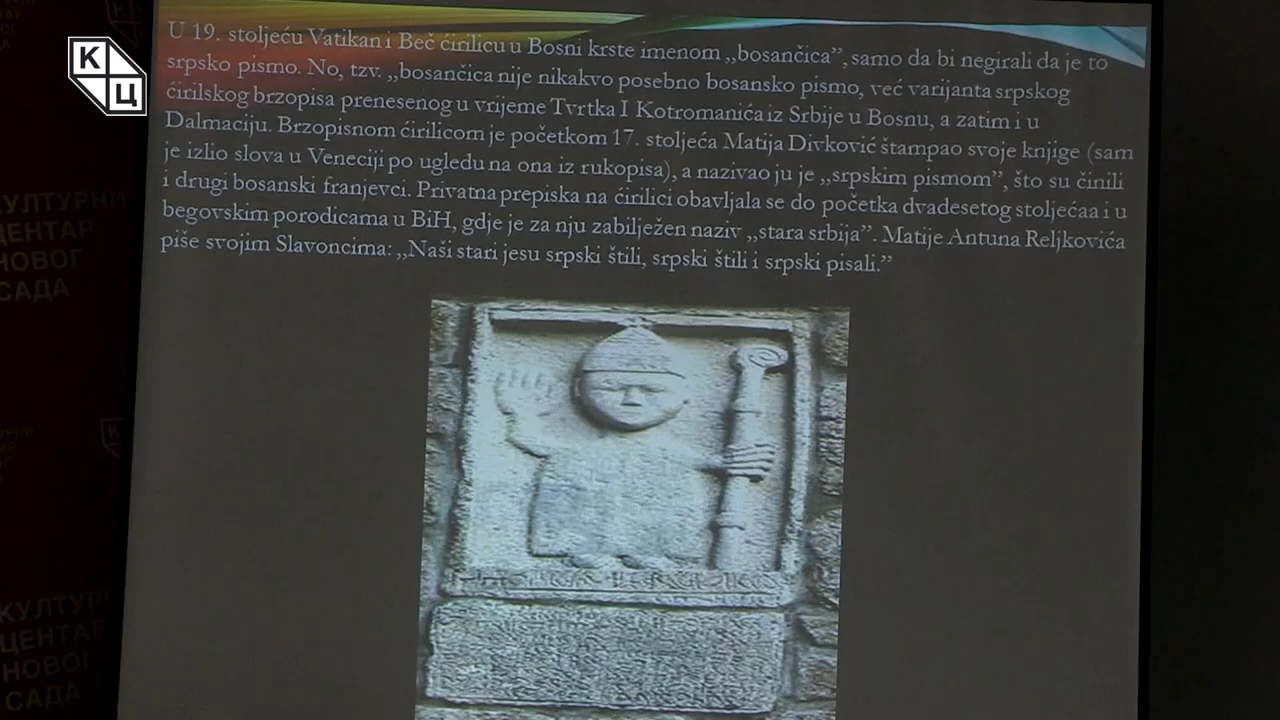 U 19. stoljeću Vatikan i Beč ćirilicu u Bosni krste imenom „bosančica”, samo da bi negirali da je to
srpsko pismo. No, tzv. „bosančica nije nikakvo posebno bosansko pismo, već varijanta srpskog
ćirilskog brzopisa prenesenog u vrijeme Tvrtka I Kotromanića iz Srbije u Bosnu, a zatim i u
Dalmaciju. Brzopisnom ćirilicom je početkom 17. stoljeća Matija Divković štampao svoje knjige (sam
je izlio slova u Veneciji po ugledu na ona iz rukopisa), a nazivao ju je „srpskim pismom”, što su činili
i drugi bosanski franjevci. Privatna prepiska na ćirilici obavljala se do početka dvadesetog stoljećaa i u
begovskim porodicama u BiH, gdje je za nju zabilježen naziv „stara srbija”. Matije Antuna Reljkovića
piše svojim Slavoncima: „Naši stari jesu srpski štili, srpski štili i srpski pisali.”
К
Ц
КУЛТУРНИ
ЦЕНТАР
НОВОГ
САДА
КУЛТУРН
ЦЕНТАР
НОВОГ
САДА